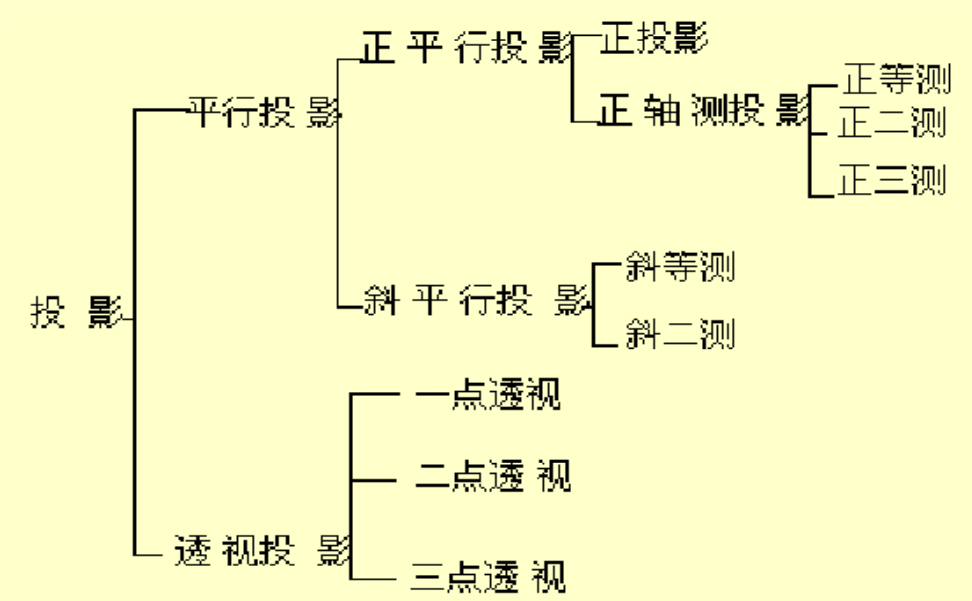 投影
平行投影
正平行投影
正投影
正轴测投影
正等测
正二测
正三测
斜平行投影
斜等测
斜二测
透视投影
一点透视
二点透视
三点透视